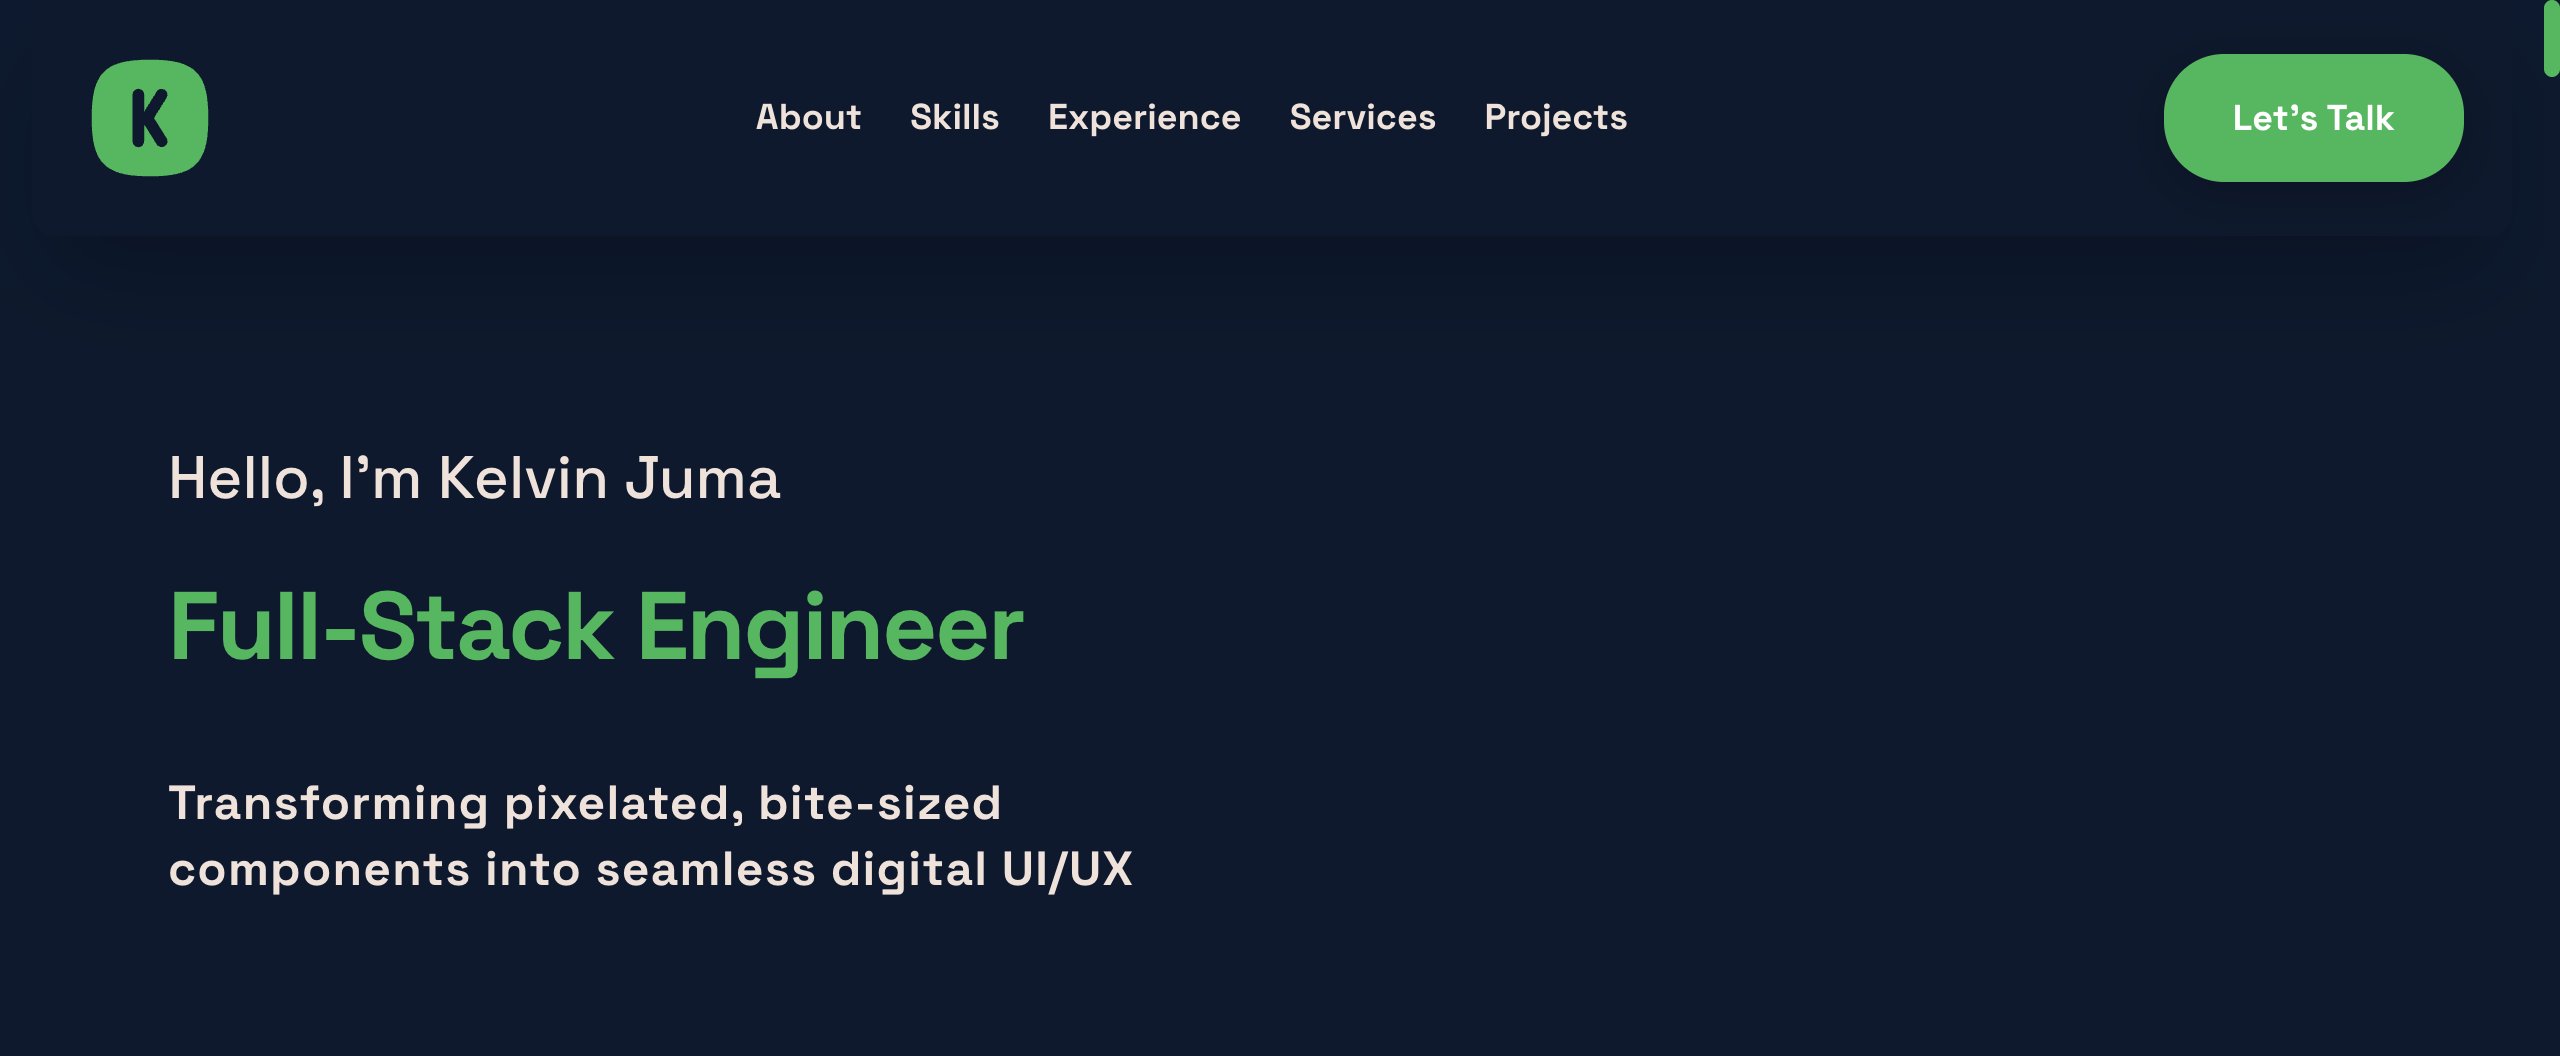 K
About Skills Experience Services Projects
Let’s Talk
Hello, I’m Kelvin Juma
Full-Stack Engineer
Transforming pixelated, bite-sized
components into seamless digital UI/UX